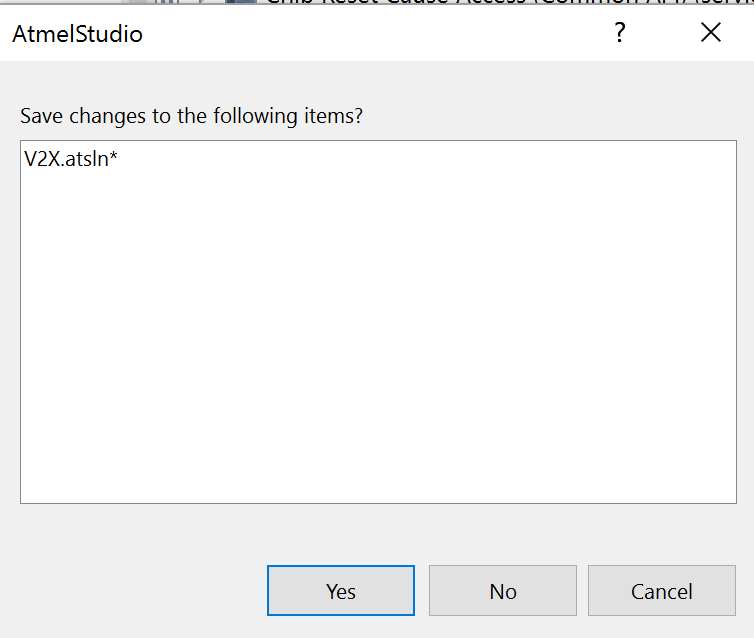 AtmelStudio
?
Save changes to the following items?
V2X.atsln*
Yes
No
Cancel